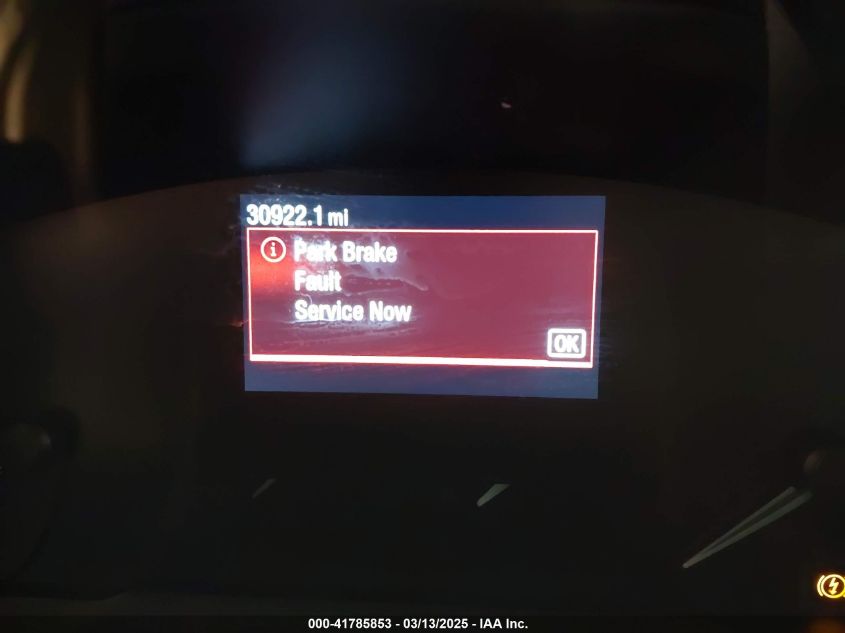 30922.1 mi
Park Brake
Fault
Service Now
OK
000-41785853 - 03/13/2025 - IAA Inc.